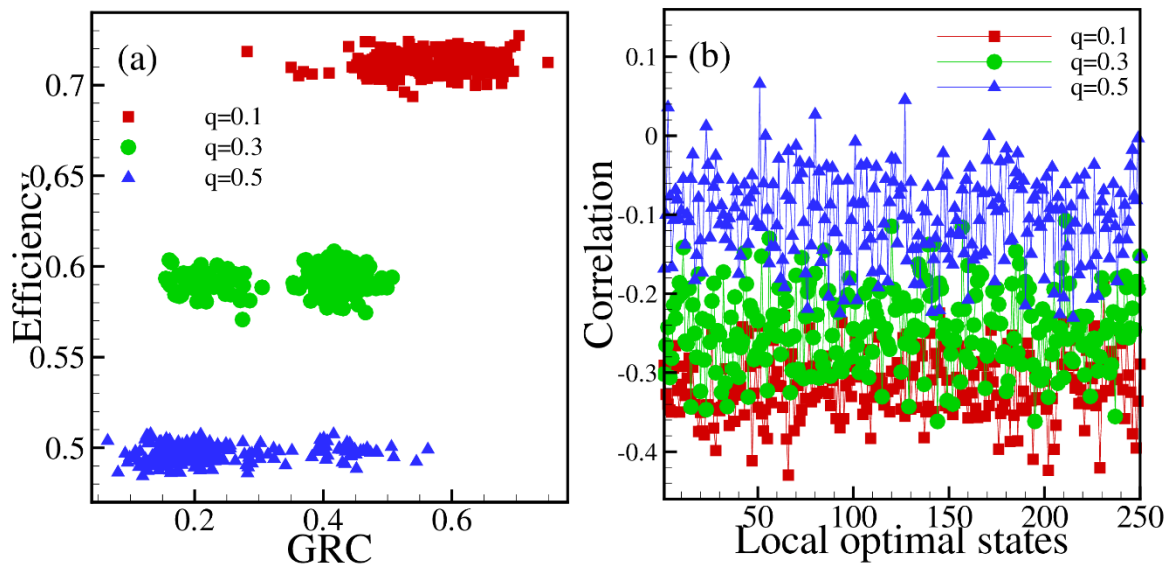 (a)
Efficiency
0.7
0.65
0.6
0.55
0.5
q=0.1
q=0.3
q=0.5
0.2
0.4
0.6
GRC
(b)
Correlation
0.1
0
-0.1
-0.2
-0.3
-0.4
q=0.1
q=0.3
q=0.5
50
100
150
200
250
Local optimal states